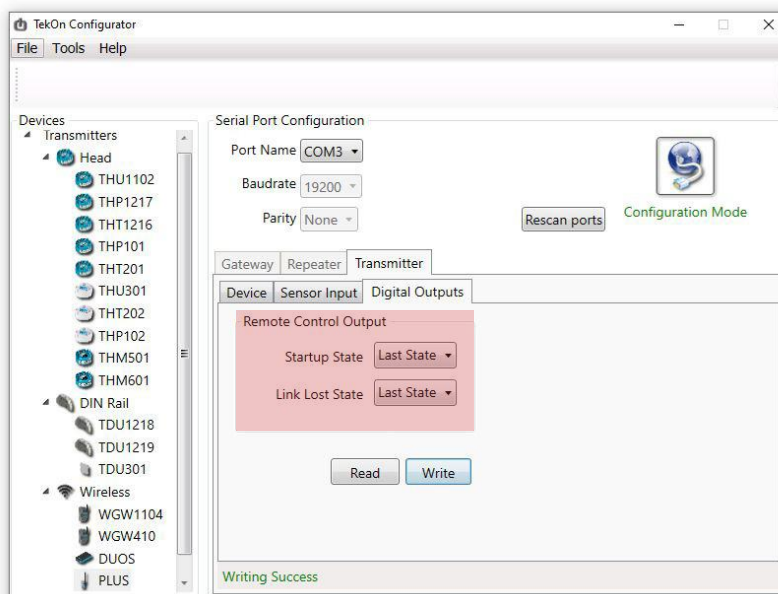 TekOn Configurator
File Tools Help
Devices
Transmitters
Head
THU1102
THP1217
THT1216
THP101
THT201
THU301
THT202
THP102
THM501
THM601
DIN Rail
TDU1218
TDU1219
TDU301
Wireless
WGW1104
WGW410
DUOS
PLUS
Serial Port Configuration
Port Name COM3
Baudrate 19200
Parity None
Rescan ports
Configuration Mode
Gateway Repeater Transmitter
Device Sensor Input Digital Outputs
Remote Control Output
Startup State Last State
Link Lost State Last State
Read Write
Writing Success